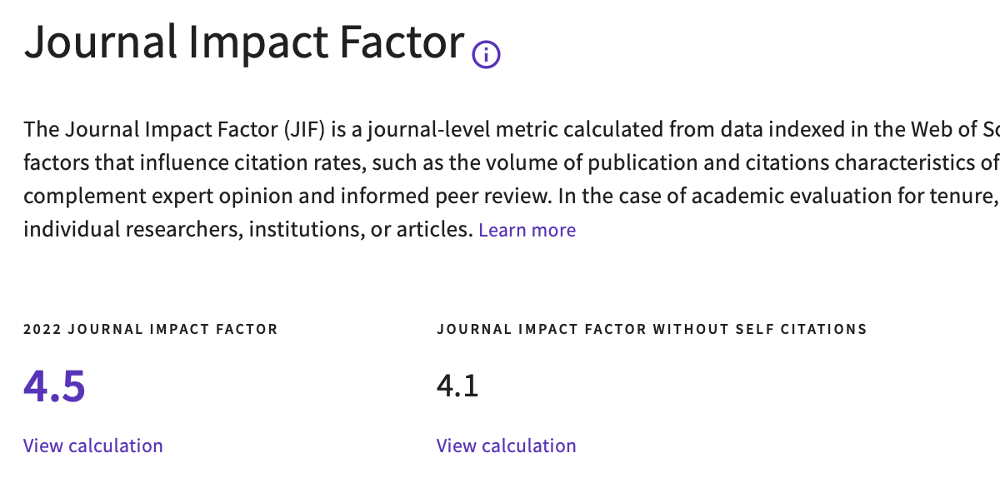 Journal Impact Factor
The Journal Impact Factor (JIF) is a journal-level metric calculated from data indexed in the Web of
factors that influence citation rates, such as the volume of publication and citations characteristics of
complement expert opinion and informed peer review. In the case of academic evaluation for tenure,
individual researchers, institutions, or articles. Learn more
2022 JOURNAL IMPACT FACTOR JOURNAL IMPACT FACTOR WITHOUT SELF CITATIONS
4.5 4.1
View calculation View calculation